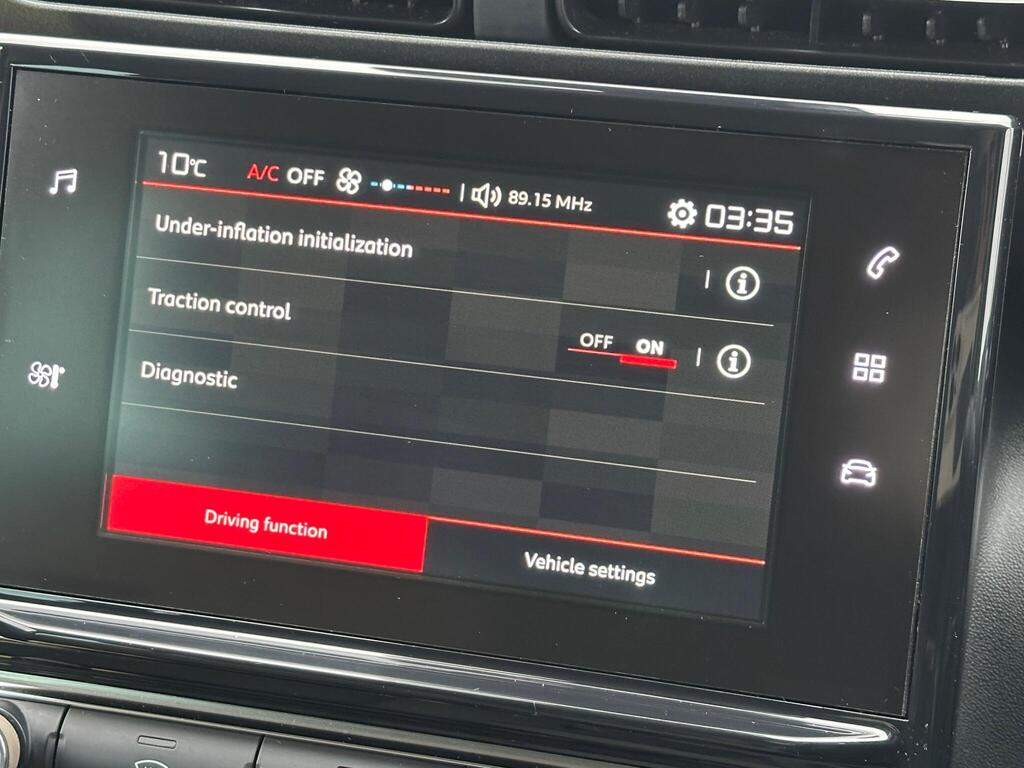 10°C A/C OFF 89.15 MHz 03:35
Under-inflation initialization
Traction control OFF ON
Diagnostic
Driving function Vehicle settings